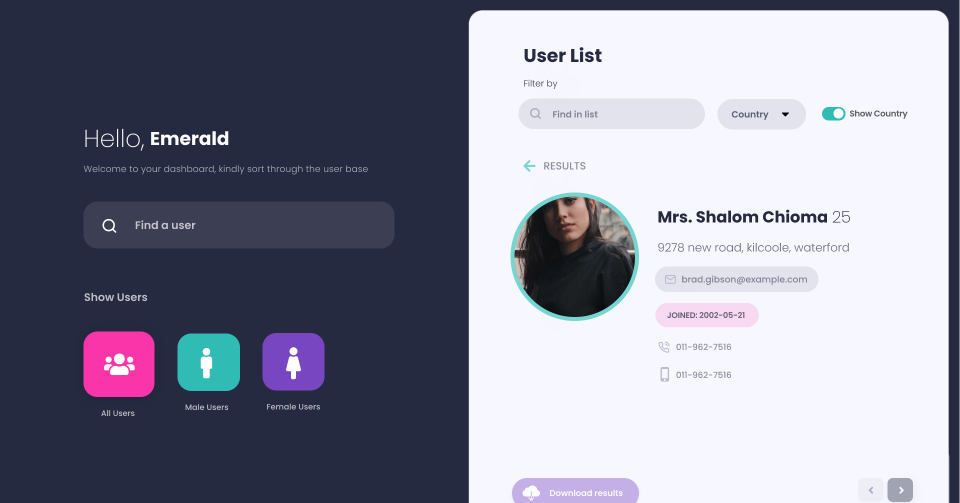 Hello, Emerald
Welcome to your dashboard, kindly sort through the user base
Find a user
Show Users
All Users
Male Users
Female Users
User List
Filter by
Find in list
Country
Show Country
RESULTS
Mrs. Shalom Chioma 25
9278 new road, kilcoole, waterford
brad.gibson@example.com
JOINED: 2002-05-21
011-962-7516
011-962-7516
Download results